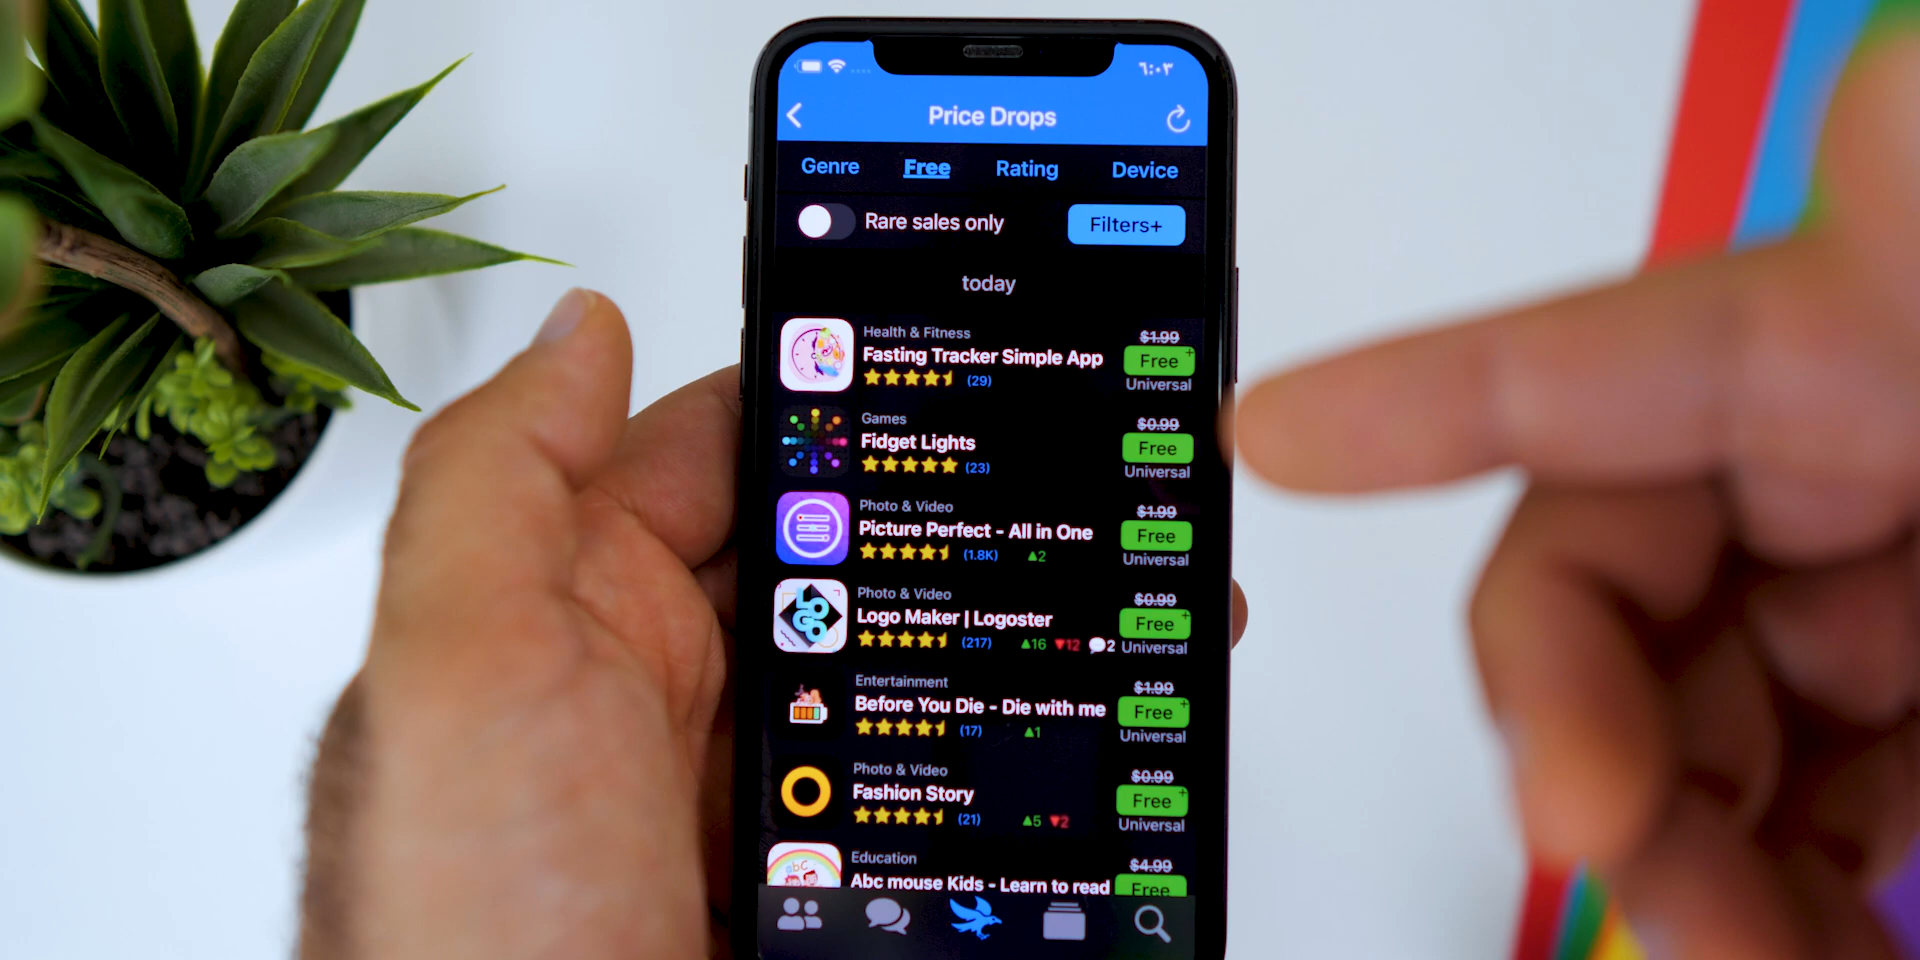 ٦:٠٣
Price Drops
Genre Free Rating Device
Rare sales only Filters+
today
Health & Fitness $1.99
Fasting Tracker Simple App Free+
(29) Universal
Games $0.99
Fidget Lights Free
(23) Universal
Photo & Video $1.99
Picture Perfect - All in One Free
(1.8K) ▲2 Universal
Photo & Video $0.99
LOGO
Logo Maker | Logoster Free+
(217) ▲16 ▼12 2 Universal
Entertainment $1.99
Before You Die - Die with me Free+
(17) ▲1 Universal
Photo & Video $0.99
Fashion Story Free+
(21) ▲5 ▼2 Universal
Education $4.99
abc
Abc mouse Kids - Learn to read Free